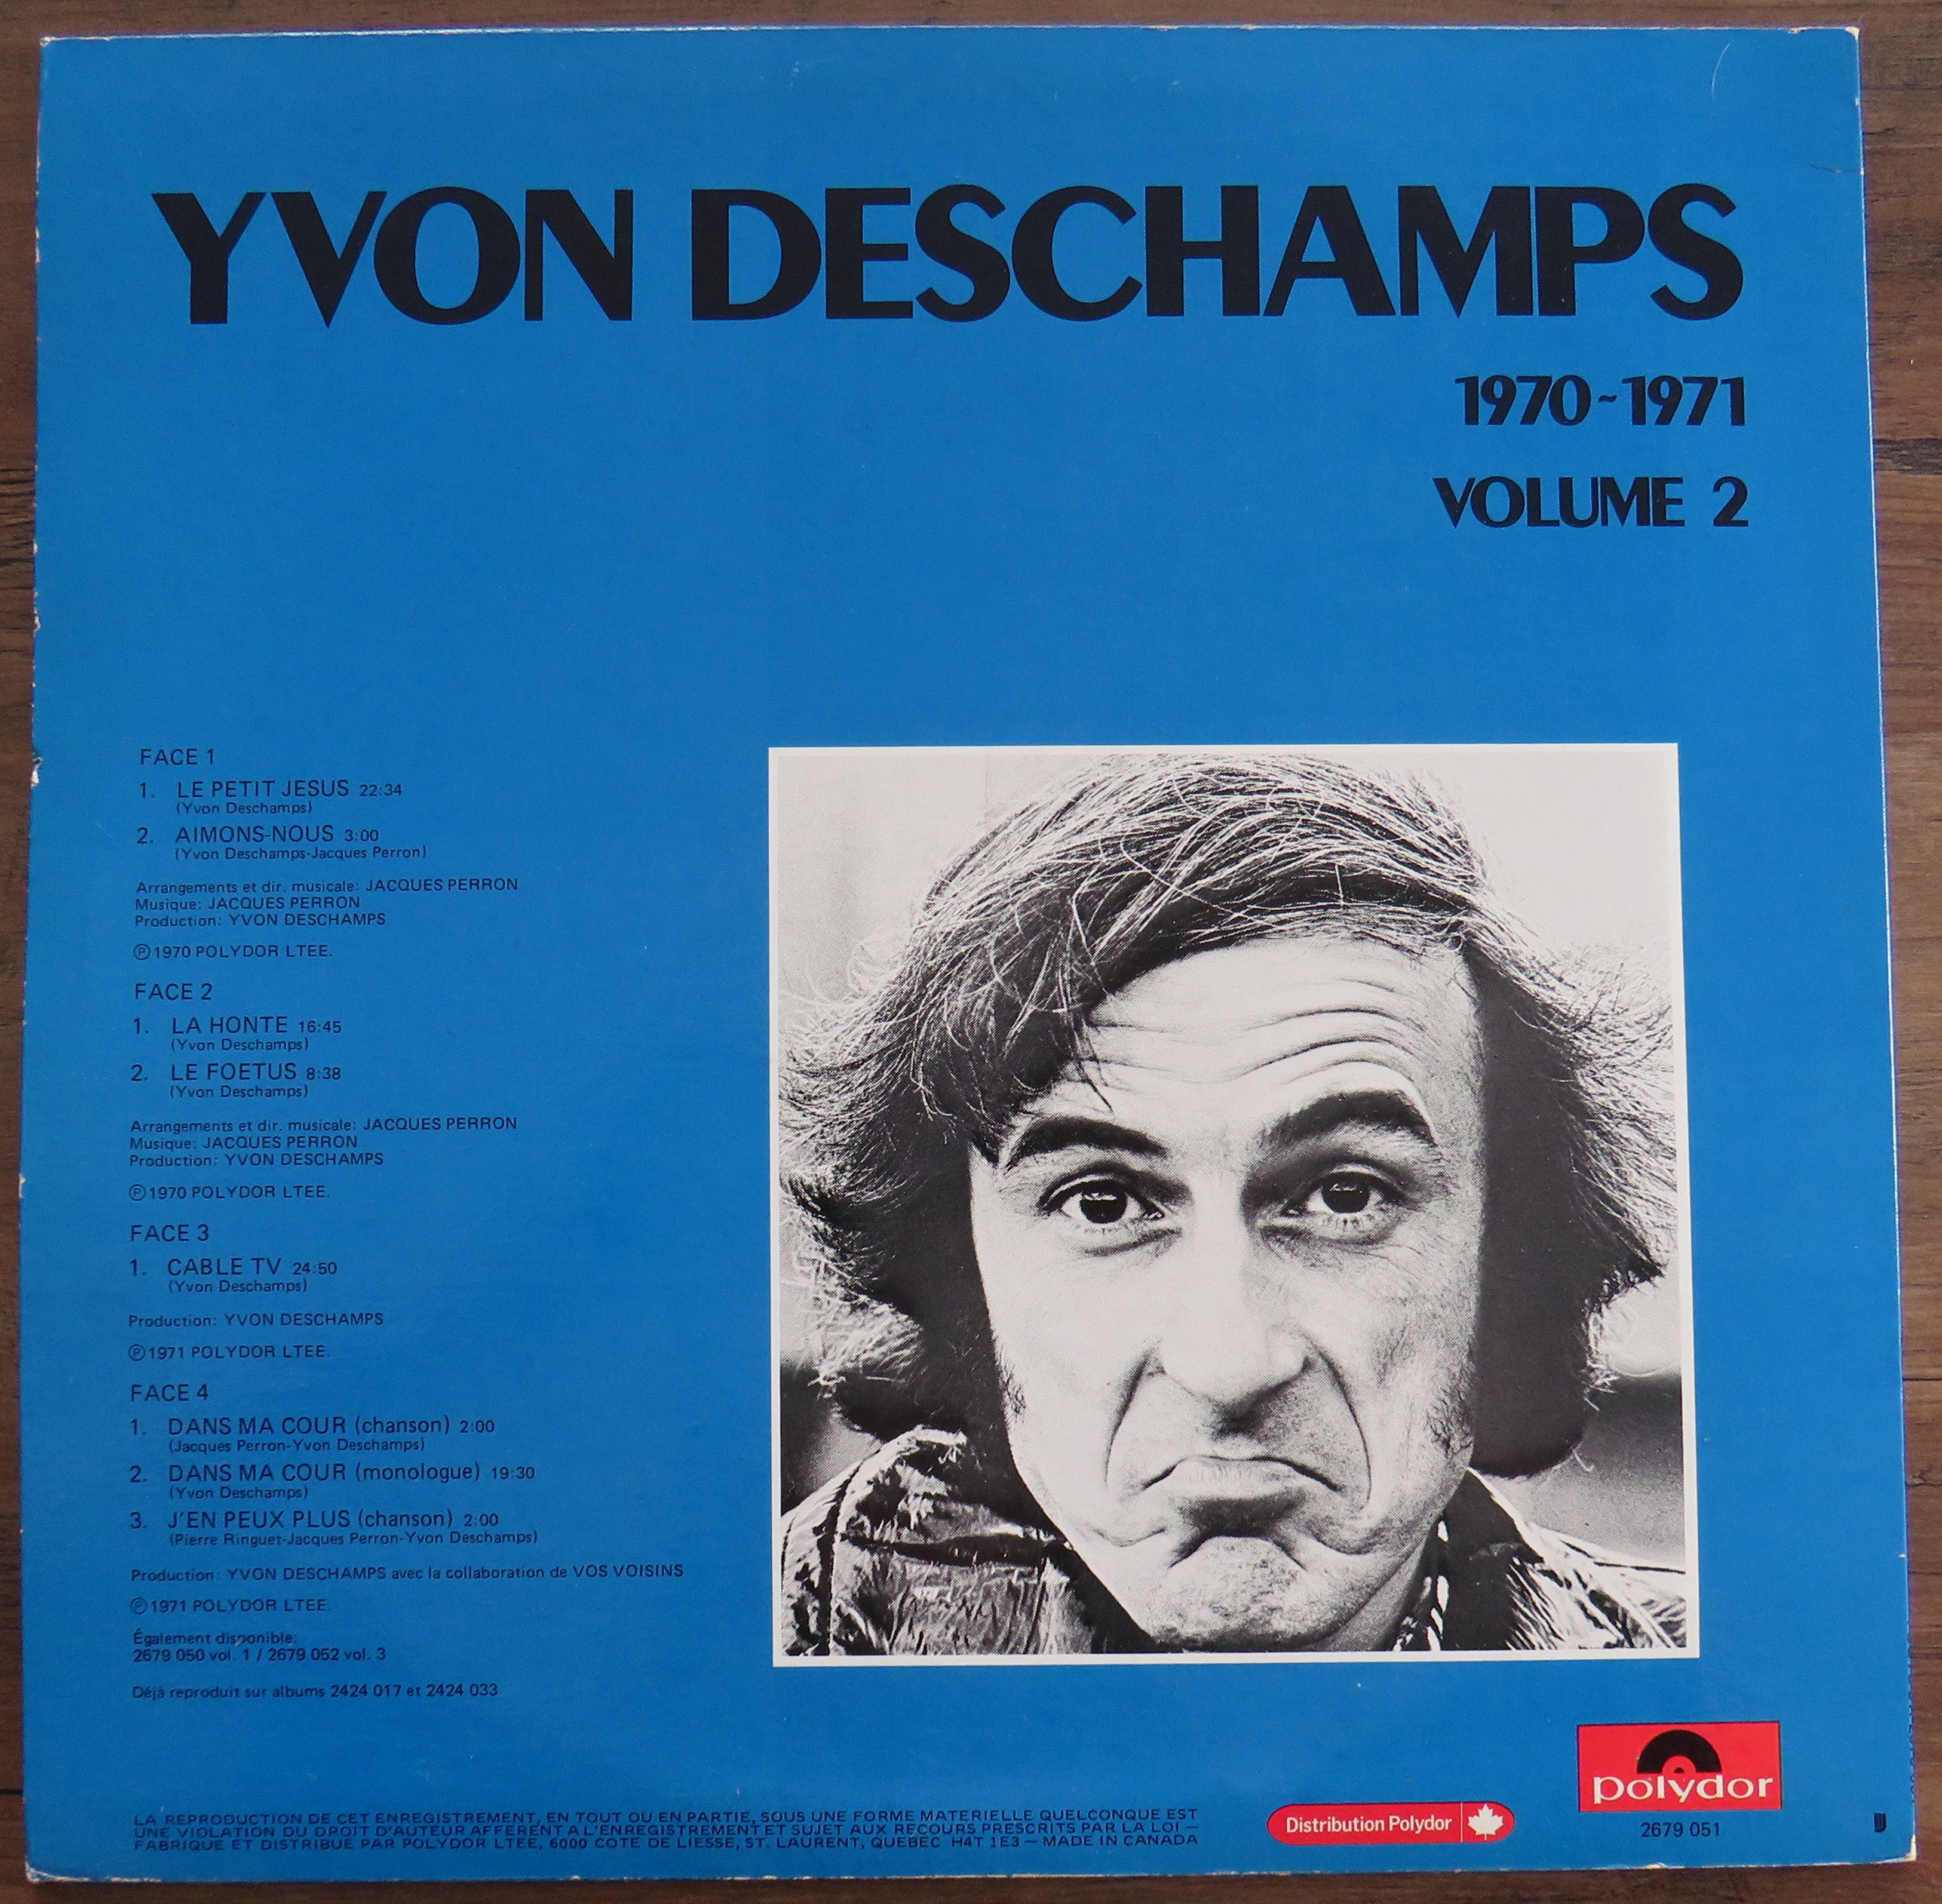 YVON DESCHAMPS
1970~1971
VOLUME 2
FACE 1
1. LE PETIT JESUS 22:34
(Yvon Deschamps)
2. AIMONS-NOUS 3:00
(Yvon Deschamps-Jacques Perron)
Arrangements et dir. musicale: JACQUES PERRON
Musique: JACQUES PERRON
Production: YVON DESCHAMPS
℗1970 POLYDOR LTEE.
FACE 2
1. LA HONTE 16:45
(Yvon Deschamps)
2. LE FOETUS 8:38
(Yvon Deschamps)
Arrangements et dir. musicale: JACQUES PERRON
Musique: JACQUES PERRON
Production: YVON DESCHAMPS
℗1970 POLYDOR LTEE.
FACE 3
1. CABLE TV 24:50
(Yvon Deschamps)
Production: YVON DESCHAMPS
℗1971 POLYDOR LTEE.
FACE 4
1. DANS MA COUR (chanson) 2:00
(Jacques Perron-Yvon Deschamps)
2. DANS MA COUR (monologue) 19:30
(Yvon Deschamps)
3. J'EN PEUX PLUS (chanson) 2:00
(Pierre Ringuet-Jacques Perron-Yvon Deschamps)
Production: YVON DESCHAMPS avec la collaboration de VOS VOISINS
℗1971 POLYDOR LTEE.
Également disponible:
2679 050 vol. 1 / 2679 052 vol. 3
Déjà reproduit sur albums 2424 017 et 2424 033
LA REPRODUCTION DE CET ENREGISTREMENT, EN TOUT OU EN PARTIE, SOUS UNE FORME MATERIELLE QUELCONQUE EST
UNE VIOLATION DU DROIT D'AUTEUR AFFERENT A L'ENREGISTREMENT ET SUJET AUX RECOURS PRESCRITS PAR LA LOI —
FABRIQUE ET DISTRIBUE PAR POLYDOR LTEE, 6000 COTE DE LIESSE, ST. LAURENT, QUEBEC H4T 1E3 — MADE IN CANADA
Distribution Polydor
polydor
2679 051